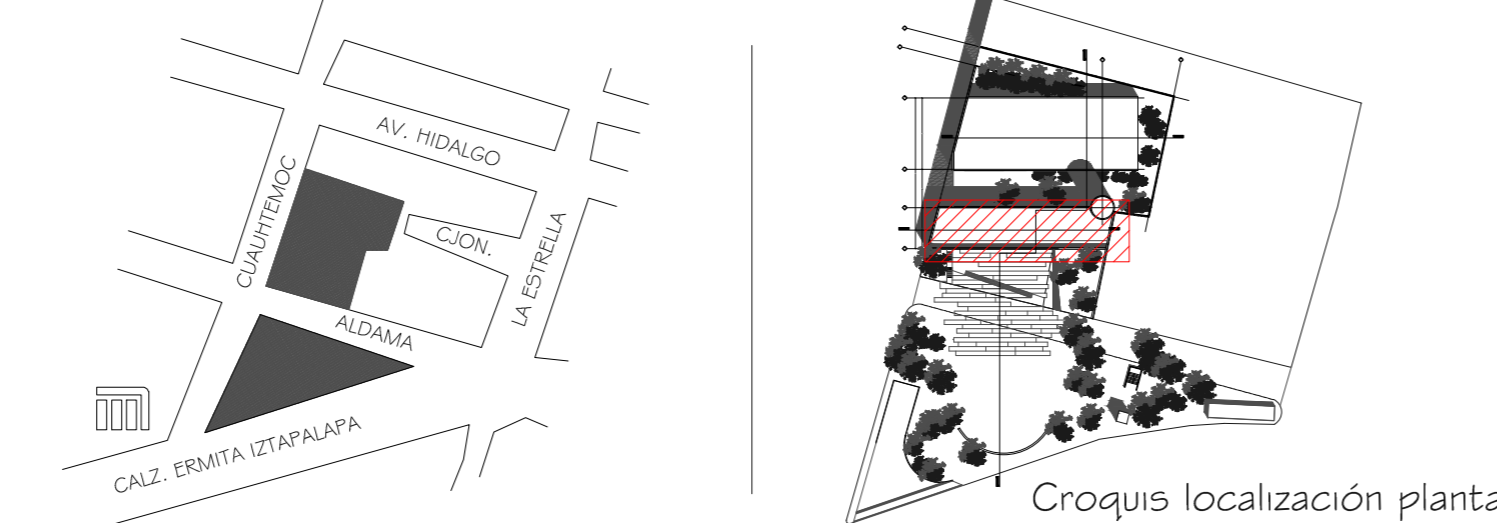 AV. HIDALGO
CUAUHTEMOC
CJON.
LA ESTRELLA
ALDAMA
CALZ. ERMITA IZTAPALAPA
Croquis localización planta